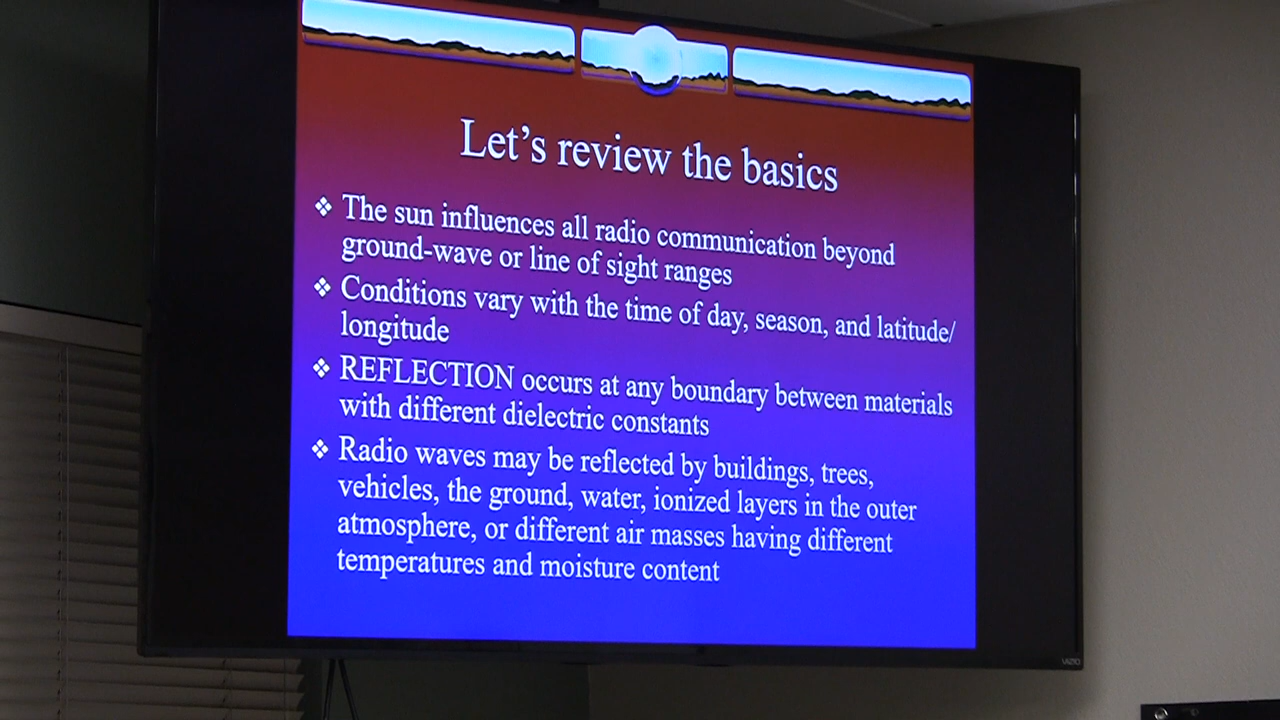 Let's review the basics
❖ The sun influences all radio communication beyond
ground-wave or line of sight ranges
❖ Conditions vary with the time of day, season, and latitude/
longitude
❖ REFLECTION occurs at any boundary between materials
with different dielectric constants
❖ Radio waves may be reflected by buildings, trees,
vehicles, the ground, water, ionized layers in the outer
atmosphere, or different air masses having different
temperatures and moisture content
VIZIO